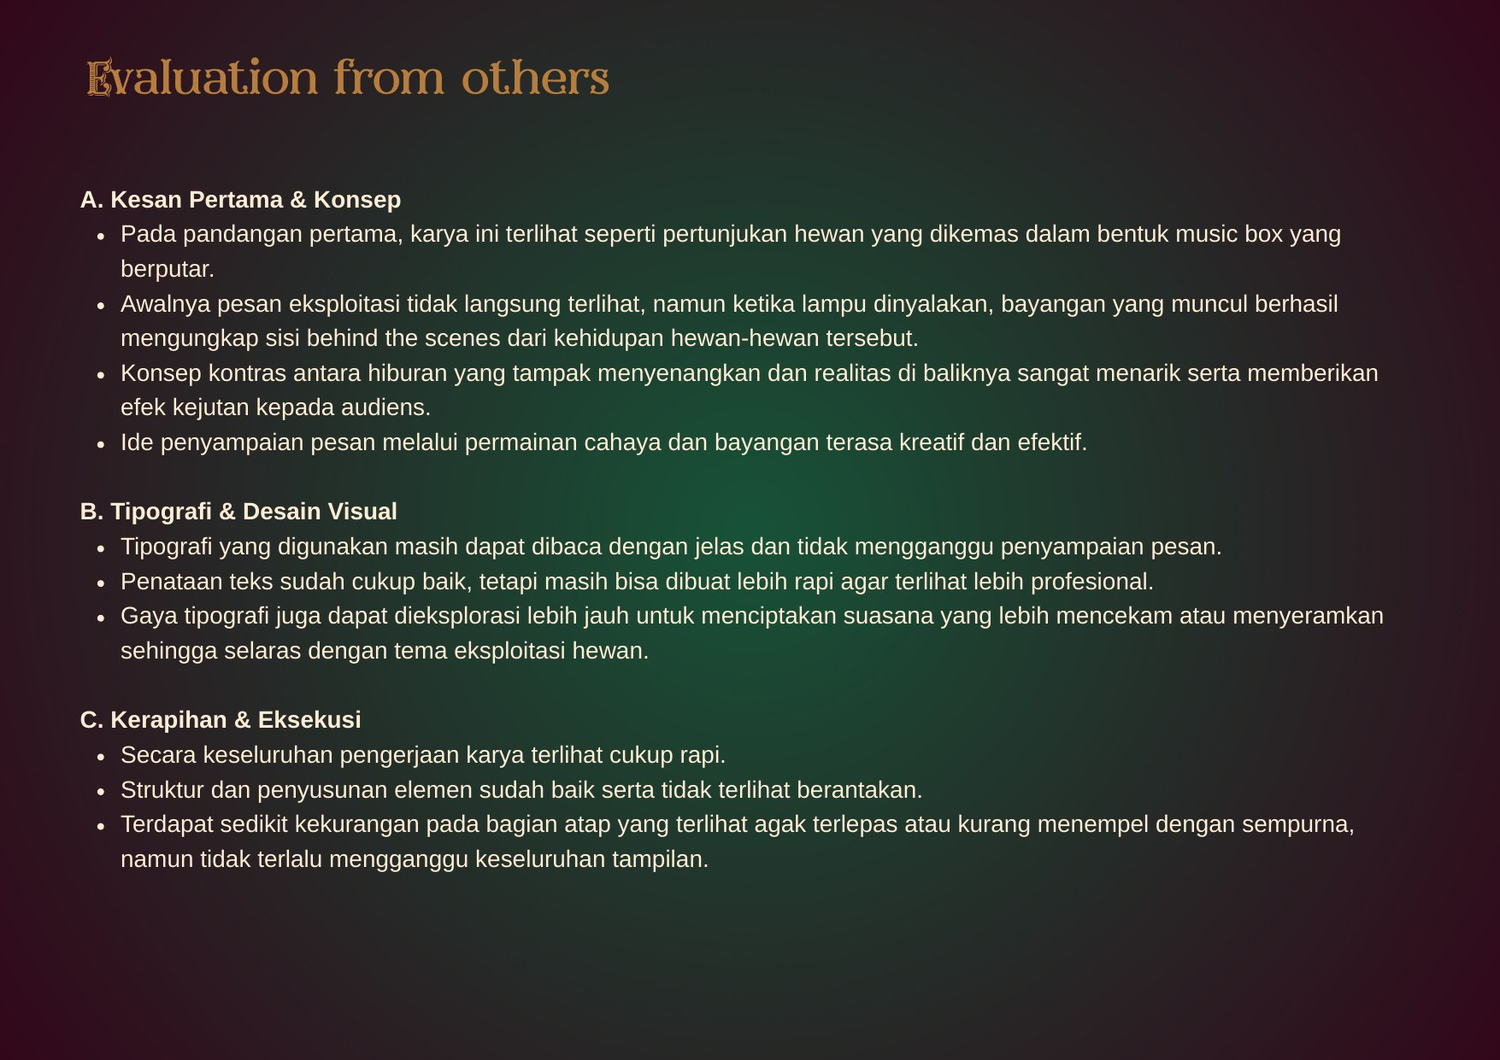 Evaluation from others
A. Kesan Pertama & Konsep
• Pada pandangan pertama, karya ini terlihat seperti pertunjukan hewan yang dikemas dalam bentuk music box yang
berputar.
• Awalnya pesan eksploitasi tidak langsung terlihat, namun ketika lampu dinyalakan, bayangan yang muncul berhasil
mengungkap sisi behind the scenes dari kehidupan hewan-hewan tersebut.
• Konsep kontras antara hiburan yang tampak menyenangkan dan realitas di baliknya sangat menarik serta memberikan
efek kejutan kepada audiens.
• Ide penyampaian pesan melalui permainan cahaya dan bayangan terasa kreatif dan efektif.
B. Tipografi & Desain Visual
• Tipografi yang digunakan masih dapat dibaca dengan jelas dan tidak mengganggu penyampaian pesan.
• Penataan teks sudah cukup baik, tetapi masih bisa dibuat lebih rapi agar terlihat lebih profesional.
• Gaya tipografi juga dapat dieksplorasi lebih jauh untuk menciptakan suasana yang lebih mencekam atau menyeramkan
sehingga selaras dengan tema eksploitasi hewan.
C. Kerapihan & Eksekusi
• Secara keseluruhan pengerjaan karya terlihat cukup rapi.
• Struktur dan penyusunan elemen sudah baik serta tidak terlihat berantakan.
• Terdapat sedikit kekurangan pada bagian atap yang terlihat agak terlepas atau kurang menempel dengan sempurna,
namun tidak terlalu mengganggu keseluruhan tampilan.